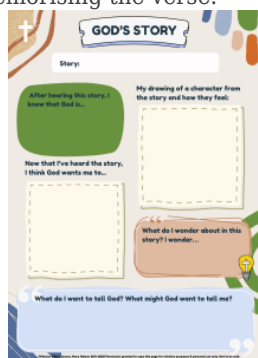 memorising the verse.
GOD'S STORY
Story:
After hearing this story, I
know that God is...
My drawing of a character from
the story and how they feel:
Now that I've heard the story,
I think God wants me to...
What do I wonder about in this
story? I wonder...
What do I want to tell God? What might God want to tell me?